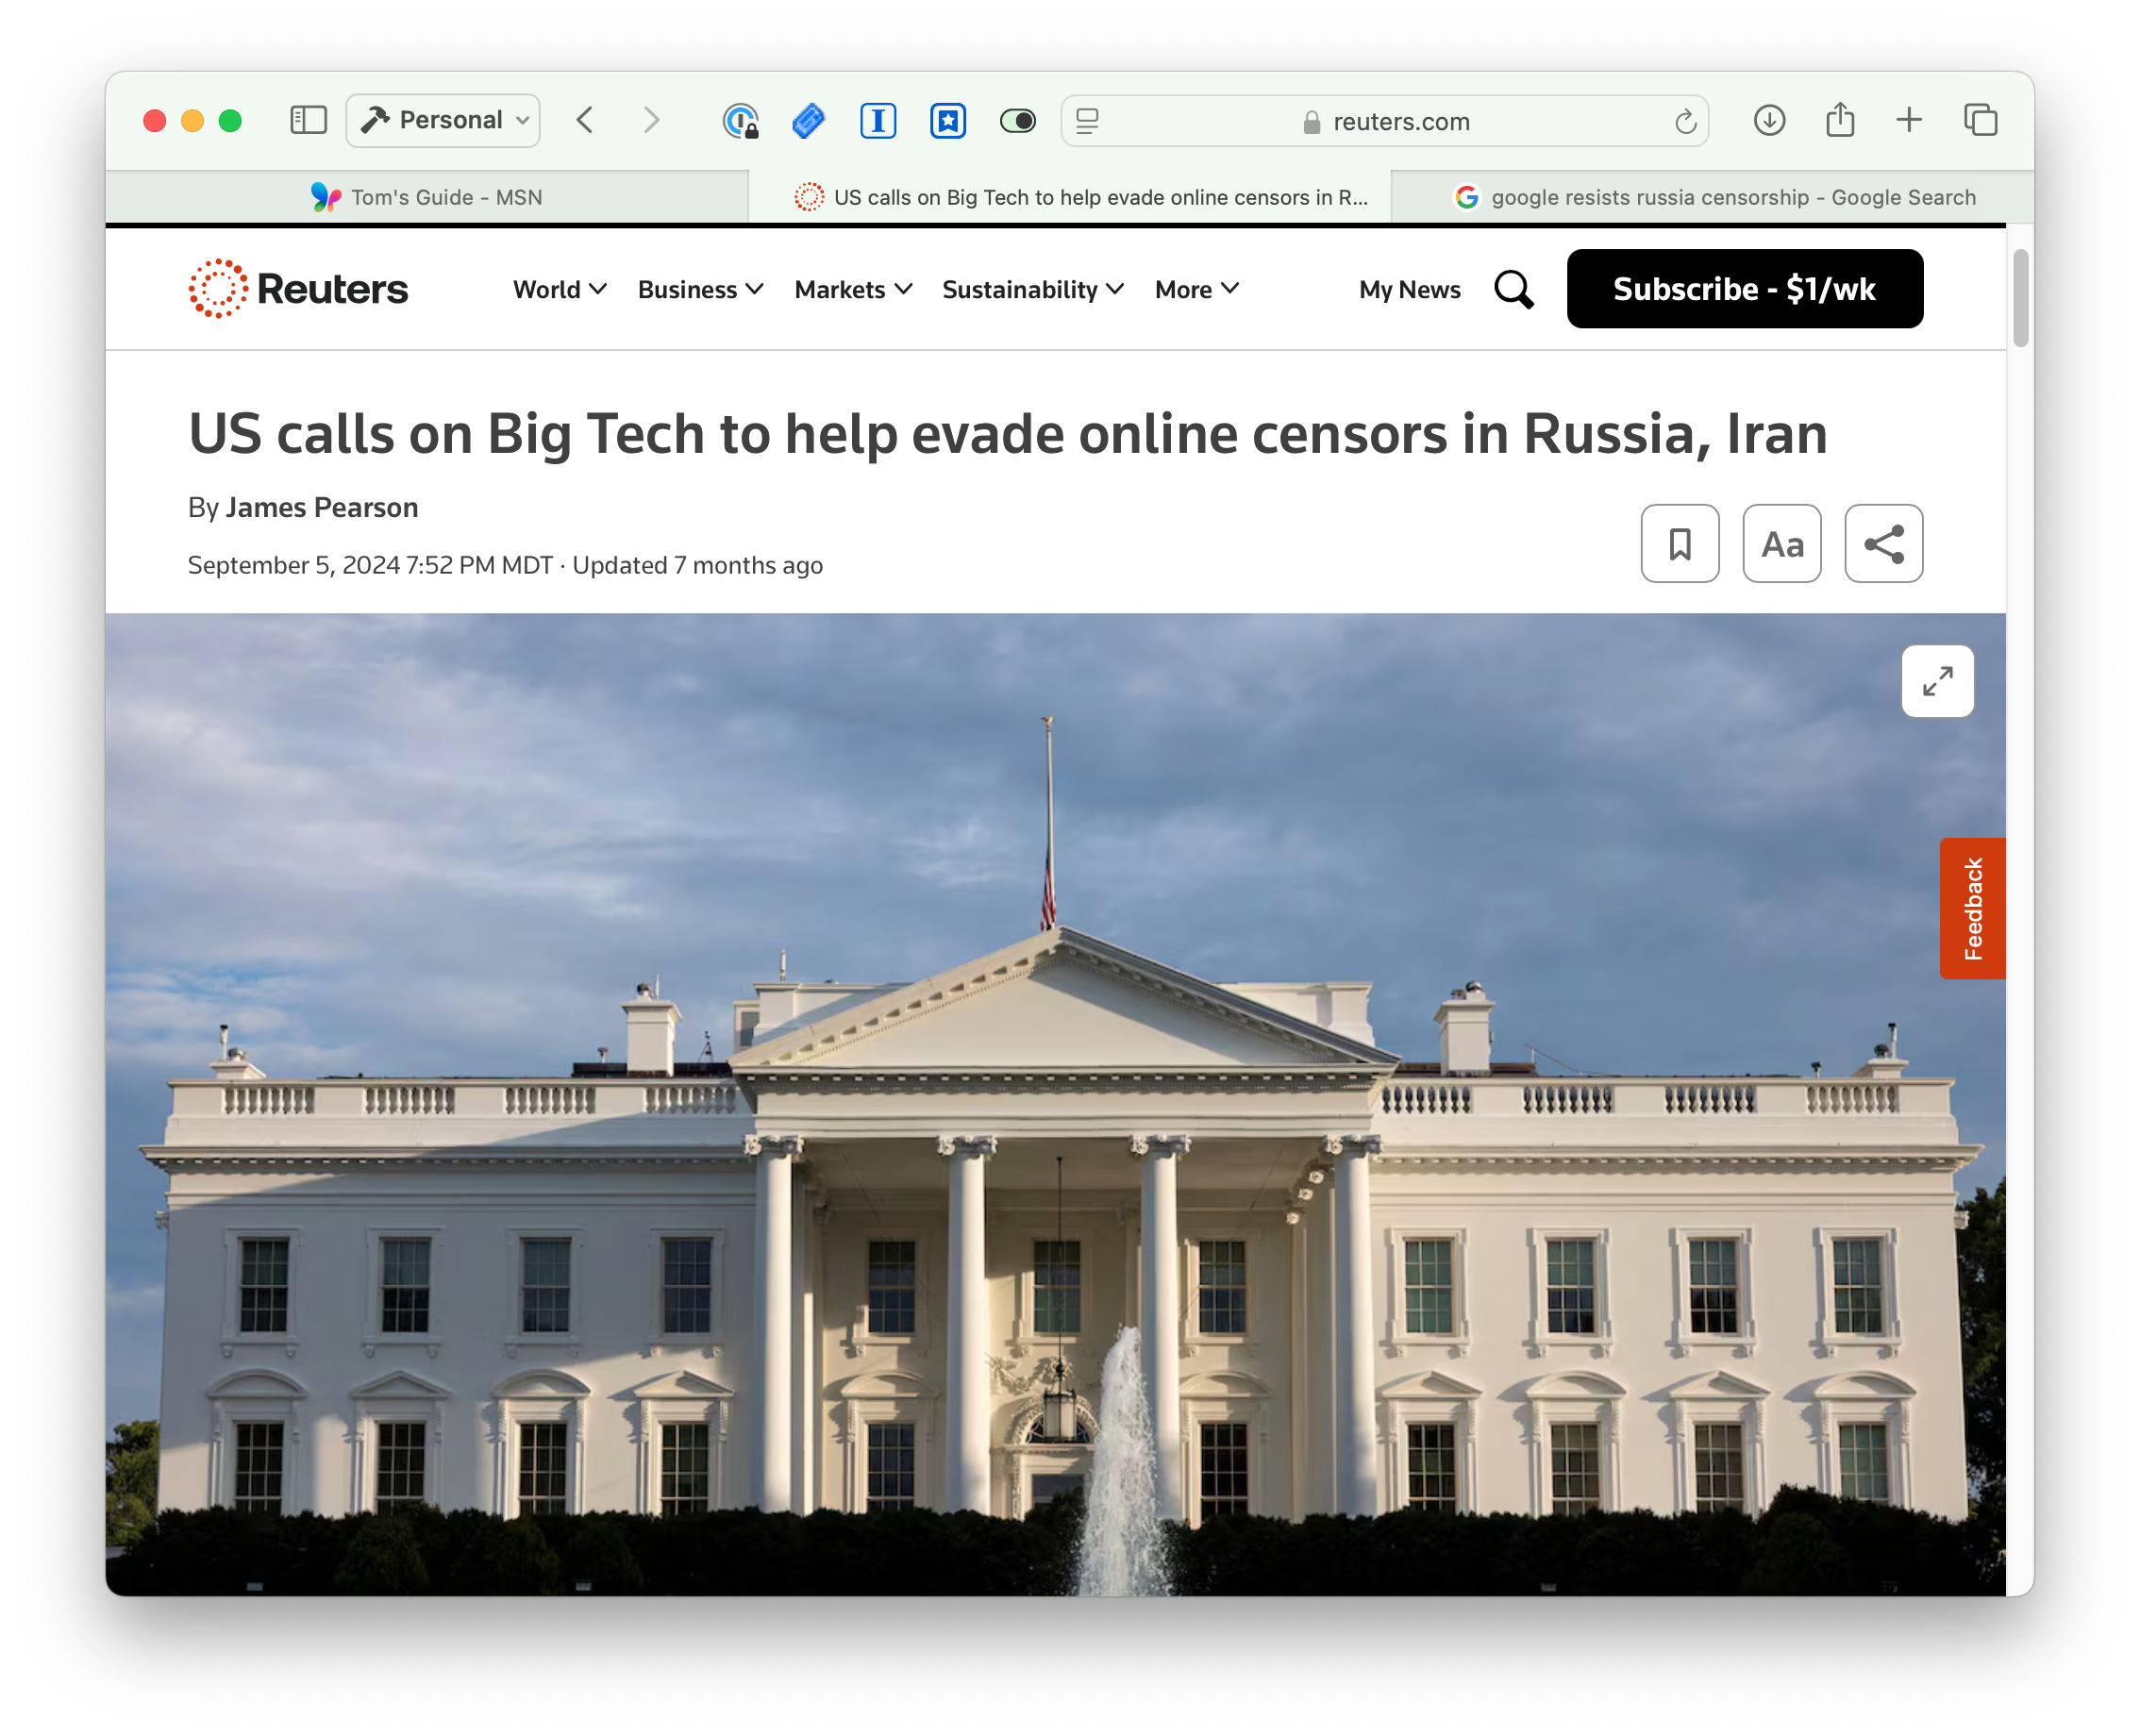 Personal
reuters.com
Tom's Guide - MSN
US calls on Big Tech to help evade online censors in R...
google resists russia censorship - Google Search
Reuters
World
Business
Markets
Sustainability
More
My News
Subscribe - $1/wk
US calls on Big Tech to help evade online censors in Russia, Iran
By James Pearson
September 5, 2024 7:52 PM MDT · Updated 7 months ago
Aa
Feedback